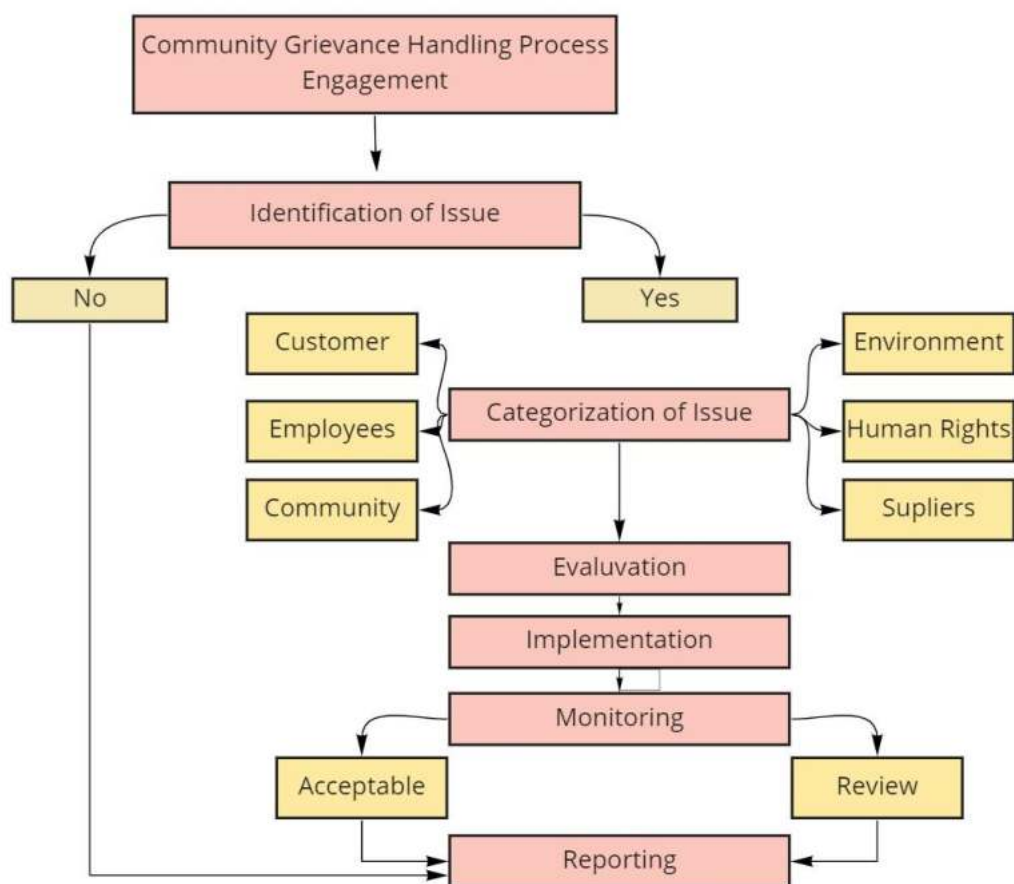 Community Grievance Handling Process
Engagement
Identification of Issue
No
Yes
Customer
Environment
Categorization of Issue
Employees
Human Rights
Community
Supliers
Evaluvation
Implementation
Monitoring
Acceptable
Review
Reporting